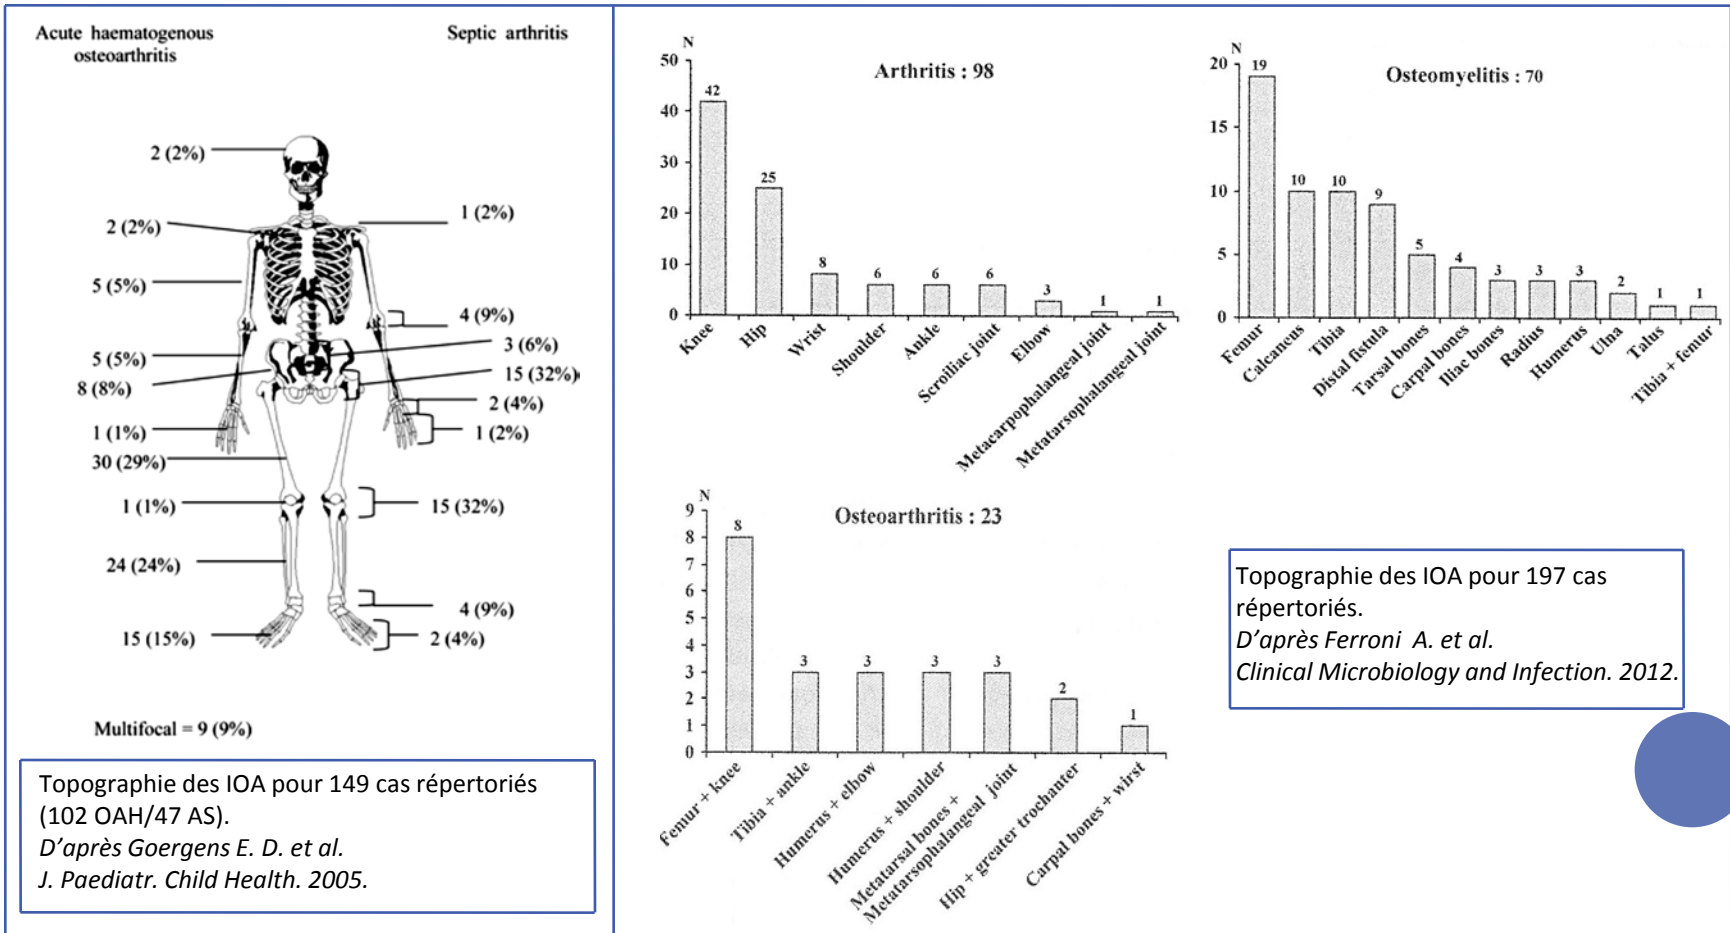 Acute haematogenous
osteoarthritis
Septic arthritis
2 (2%)
1 (2%)
2 (2%)
5 (5%)
4 (9%)
3 (6%)
5 (5%)
15 (32%)
8 (8%)
2 (4%)
1 (1%)
1 (2%)
30 (29%)
1 (1%)
15 (32%)
24 (24%)
4 (9%)
15 (15%)
2 (4%)
Multifocal = 9 (9%)
Topographie des IOA pour 149 cas répertoriés
(102 OAH/47 AS).
D'après Goergens E. D. et al.
J. Paediatr. Child Health. 2005.
N
Arthritis : 98
50
40
30
20
10
0
42
25
8
6
6
6
3
1
1
Knee
Hip
Wrist
Shoulder
Ankle
Scroiliac joint
Elbow
Metacarpophalangeal joint
Metatarsophalangeal joint
N
Osteomyelitis : 70
20
15
10
5
0
19
10
10
9
5
4
3
3
3
2
1
1
Femur
Calcancus
Tibia
Distal fistula
Tarsal bones
Carpal bones
Iliac bones
Radius
Humerus
Ulna
Talus
Tibia + femur
N
Osteoarthritis : 23
9
8
7
6
5
4
3
2
1
0
8
3
3
3
3
2
1
Femur + knee
Tibia + ankle
Humerus + elbow
Humerus + shoulder
Metatarsal bones +
Metatarsophalangeal joint
Hip + greater trochanter
Carpal bones + wirst
Topographie des IOA pour 197 cas
répertoriés.
D'après Ferroni A. et al.
Clinical Microbiology and Infection. 2012.